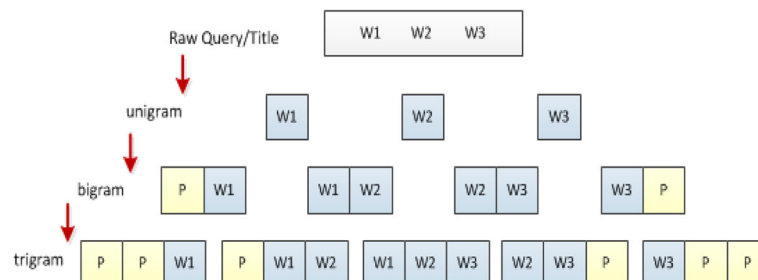 Raw Query/Title W1 W2 W3
unigram W1 W2 W3
bigram P W1 W1 W2 W2 W3 W3 P
trigram P P W1 P W1 W2 W1 W2 W3 W2 W3 P W3 P P